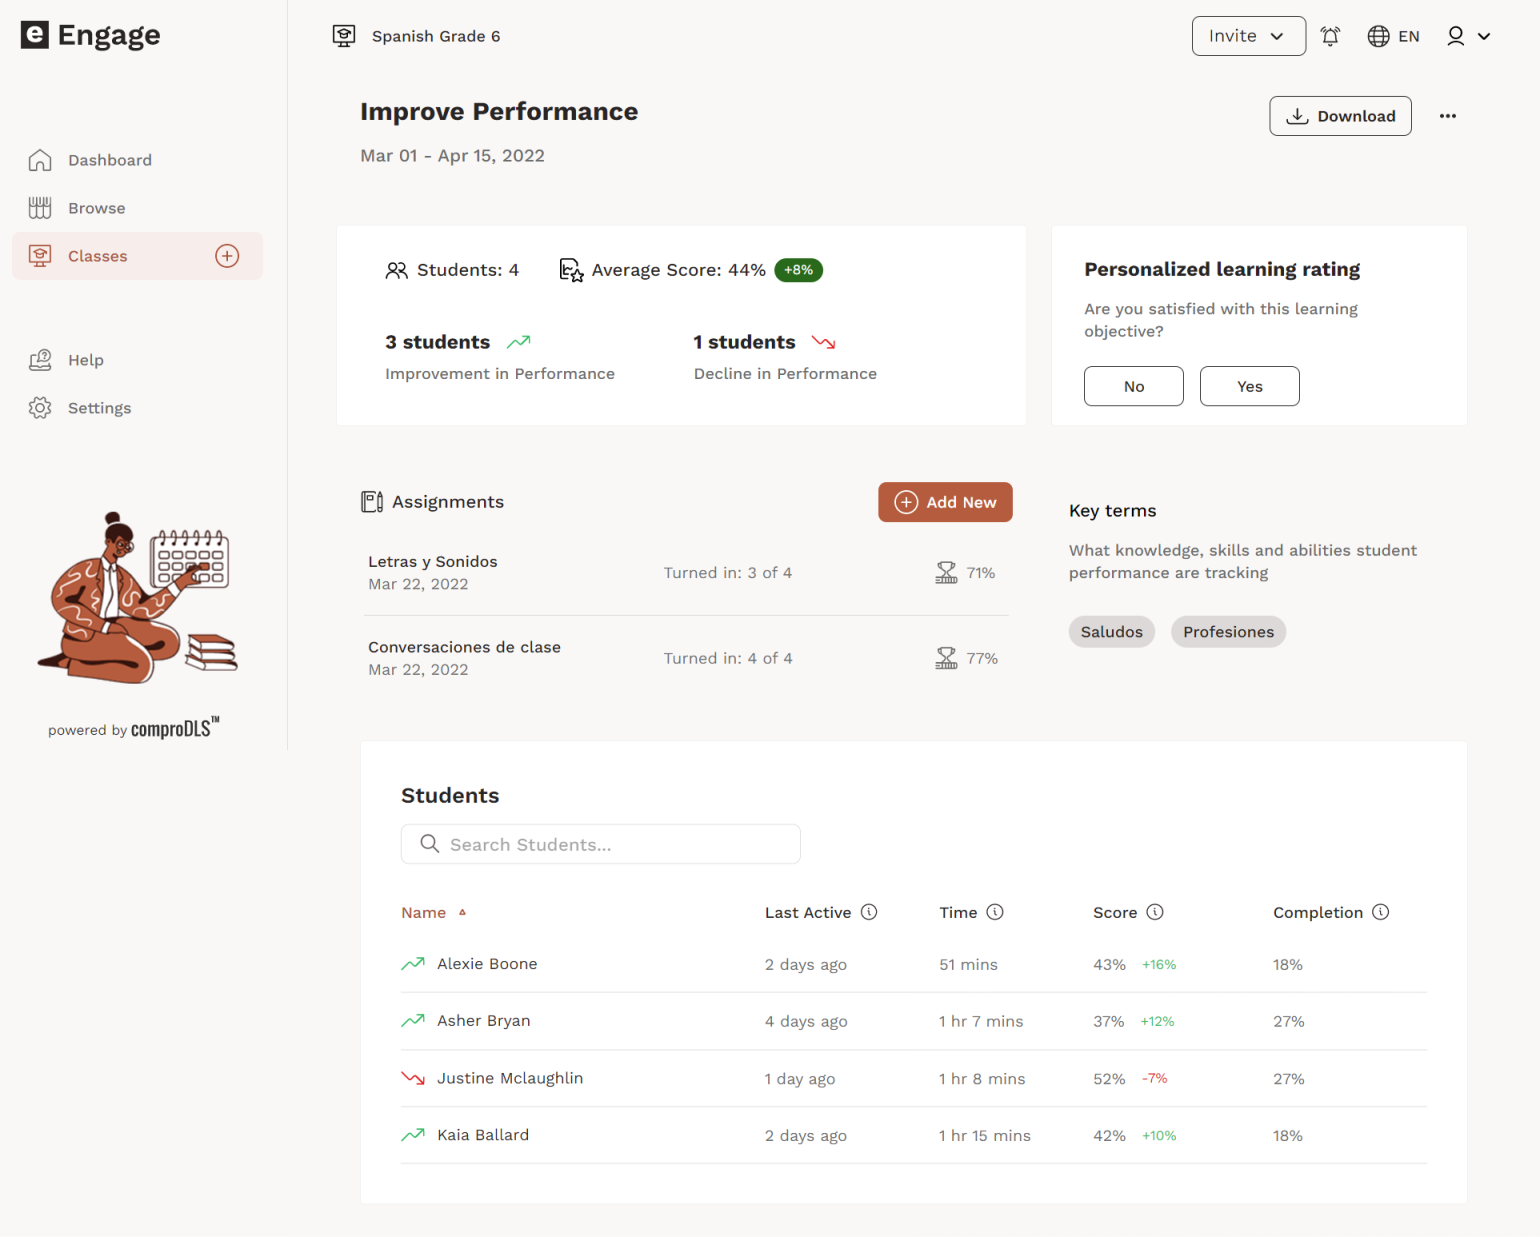 e Engage
Spanish Grade 6
Invite
EN
Dashboard
Browse
Classes
Help
Settings
powered by comproDLS™
Improve Performance
Mar 01 - Apr 15, 2022
Download
Students: 4
Average Score: 44% +8%
3 students
Improvement in Performance
1 students
Decline in Performance
Personalized learning rating
Are you satisfied with this learning
objective?
No
Yes
Assignments
Add New
Letras y Sonidos
Mar 22, 2022
Turned in: 3 of 4
71%
Conversaciones de clase
Mar 22, 2022
Turned in: 4 of 4
77%
Key terms
What knowledge, skills and abilities student
performance are tracking
Saludos
Profesiones
Students
Search Students...
Name Last Active Time Score Completion
Alexie Boone 2 days ago 51 mins 43% +16% 18%
Asher Bryan 4 days ago 1 hr 7 mins 37% +12% 27%
Justine Mclaughlin 1 day ago 1 hr 8 mins 52% -7% 27%
Kaia Ballard 2 days ago 1 hr 15 mins 42% +10% 18%